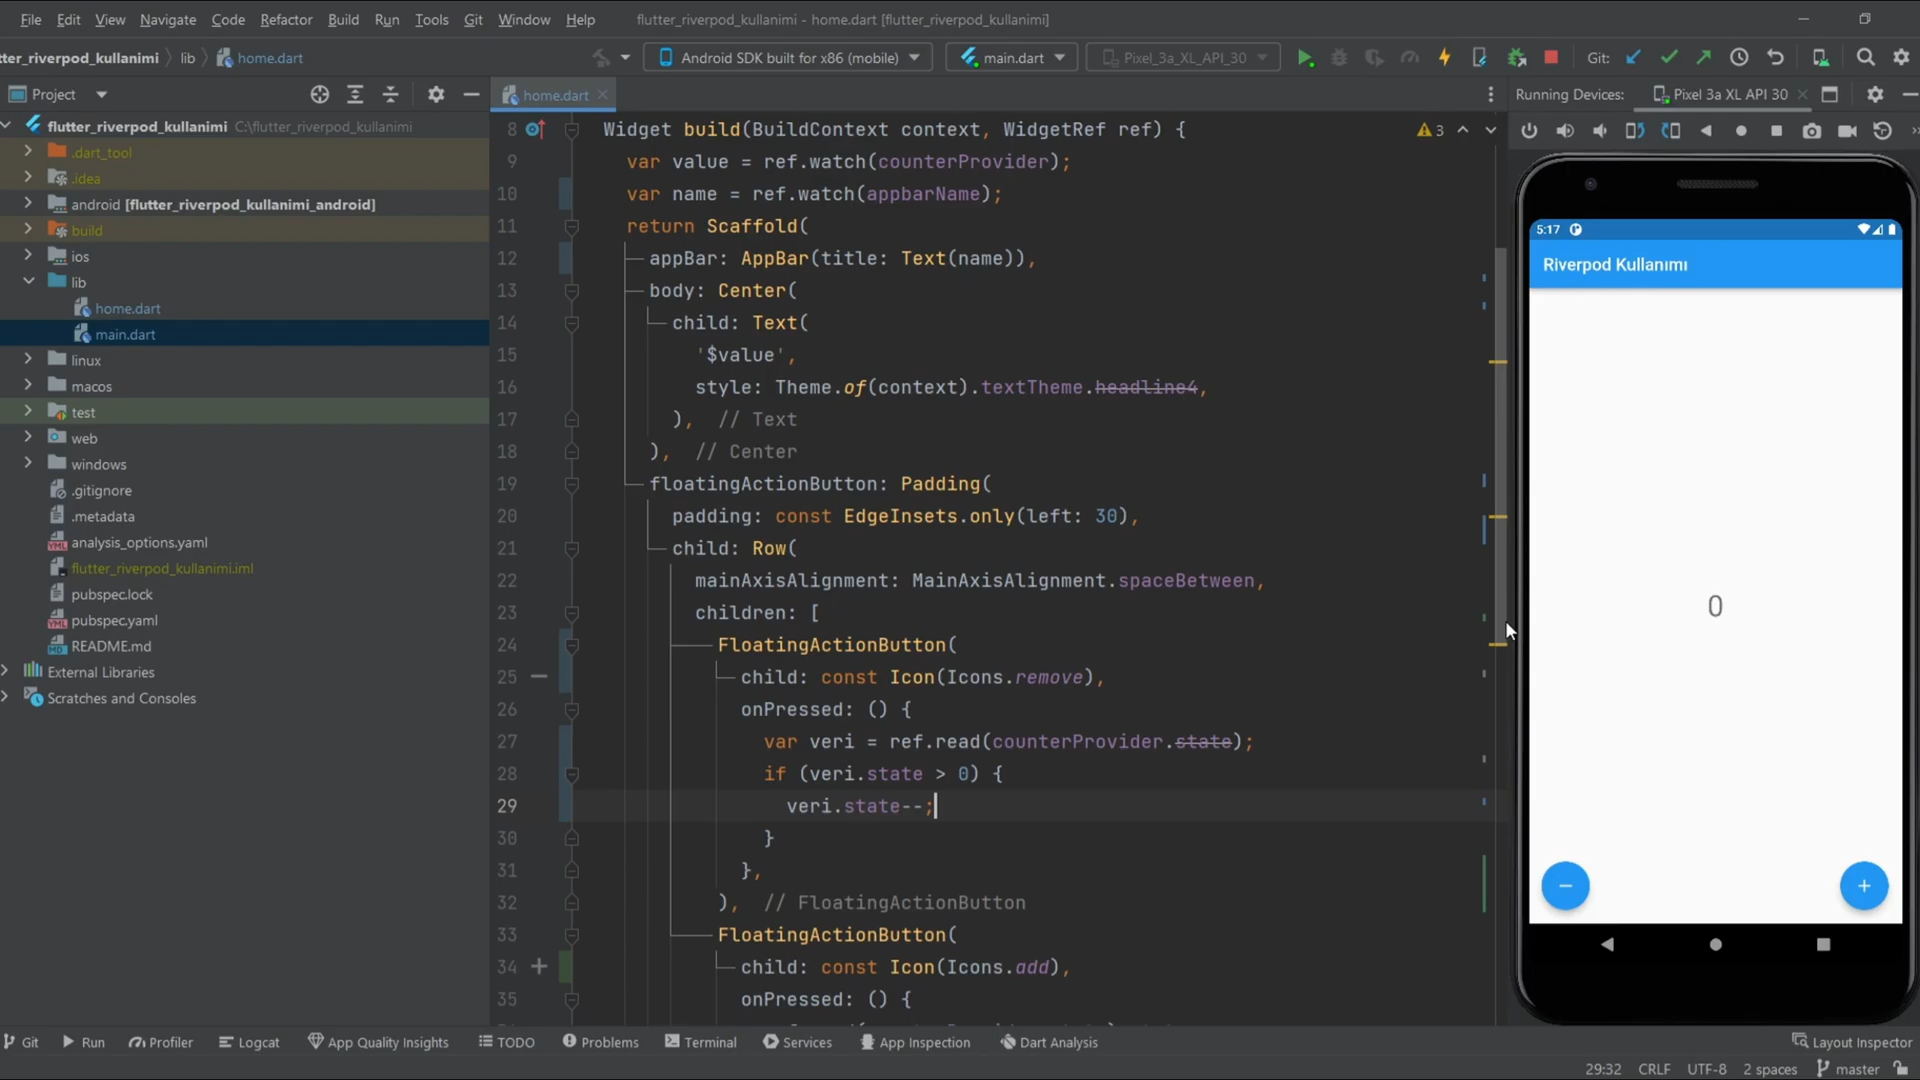 File Edit View Navigate Code Refactor Build Run Tools Git Window Help flutter_riverpod_kullanimi - home.dart [flutter_riverpod_kullanimi]
tter_riverpod_kullanimi lib home.dart Android SDK built for x86 (mobile) main.dart Pixel_3a_XL_API_30 Git:
Project home.dart Running Devices: Pixel 3a XL API 30
flutter_riverpod_kullanimi C:\flutter_riverpod_kullanimi
.dart_tool
.idea
android [flutter_riverpod_kullanimi_android]
build
ios
lib
home.dart
main.dart
linux
macos
test
web
windows
.gitignore
.metadata
analysis_options.yaml
flutter_riverpod_kullanimi.iml
pubspec.lock
pubspec.yaml
README.md
External Libraries
Scratches and Consoles
3
8 Widget build(BuildContext context, WidgetRef ref) {
9 var value = ref.watch(counterProvider);
10 var name = ref.watch(appbarName);
11 return Scaffold(
12 appBar: AppBar(title: Text(name)),
13 body: Center(
14 child: Text(
15 '$value',
16 style: Theme.of(context).textTheme.headline4,
17 ), // Text
18 ), // Center
19 floatingActionButton: Padding(
20 padding: const EdgeInsets.only(left: 30),
21 child: Row(
22 mainAxisAlignment: MainAxisAlignment.spaceBetween,
23 children: [
24 FloatingActionButton(
25 child: const Icon(Icons.remove),
26 onPressed: () {
27 var veri = ref.read(counterProvider.state);
28 if (veri.state > 0) {
29 veri.state--;
30 }
31 },
32 ), // FloatingActionButton
33 FloatingActionButton(
34 child: const Icon(Icons.add),
35 onPressed: () {
5:17
Riverpod Kullanımı
0
Git Run Profiler Logcat App Quality Insights TODO Problems Terminal Services App Inspection Dart Analysis Layout Inspector
29:32 CRLF UTF-8 2 spaces master